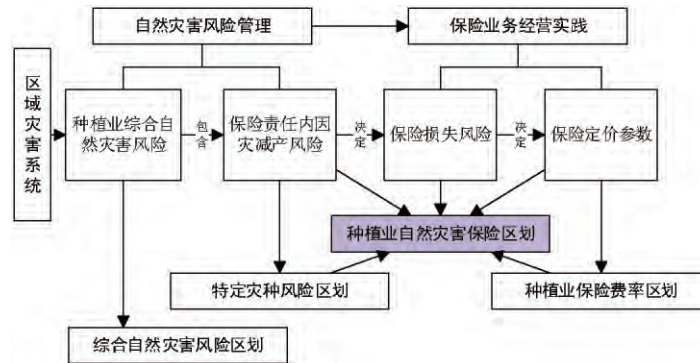 自然灾害风险管理
保险业务经营实践
区域灾害系统
种植业综合自
然灾害风险
包含
保险责任内因
灾减产风险
决定
保险损失风险
决定
保险定价参数
种植业自然灾害保险区划
特定灾种风险区划
种植业保险费率区划
综合自然灾害风险区划